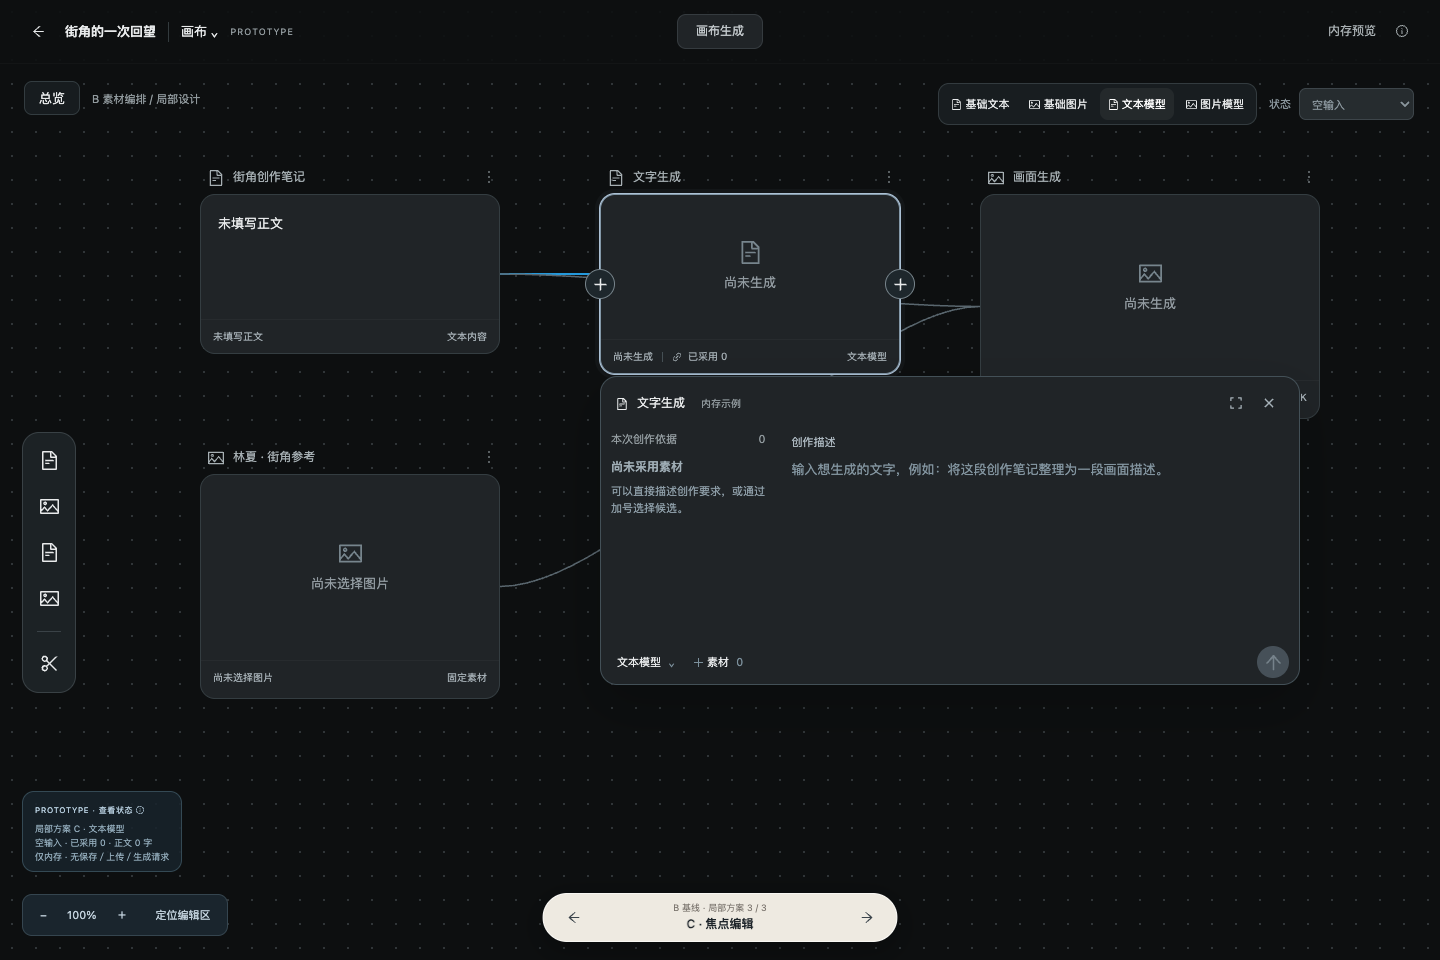 街角的一次回望
画布
PROTOTYPE
画布生成
内存预览
总览
B 素材编排 / 局部设计
基础文本
基础图片
文本模型
图片模型
状态
空输入
街角创作笔记
未填写正文
未填写正文
文本内容
文字生成
尚未生成
尚未生成
已采用 0
文本模型
画面生成
尚未生成
K
文字生成
内存示例
本次创作依据
0
尚未采用素材
可以直接描述创作要求，或通过
加号选择候选。
创作描述
输入想生成的文字，例如：将这段创作笔记整理为一段画面描述。
文本模型
素材 0
林夏 · 街角参考
尚未选择图片
尚未选择图片
固定素材
PROTOTYPE · 查看状态
局部方案 C · 文本模型
空输入 · 已采用 0 · 正文 0 字
仅内存 · 无保存 / 上传 / 生成请求
− 100% +
定位编辑区
B 基线 · 局部方案 3 / 3
C · 焦点编辑